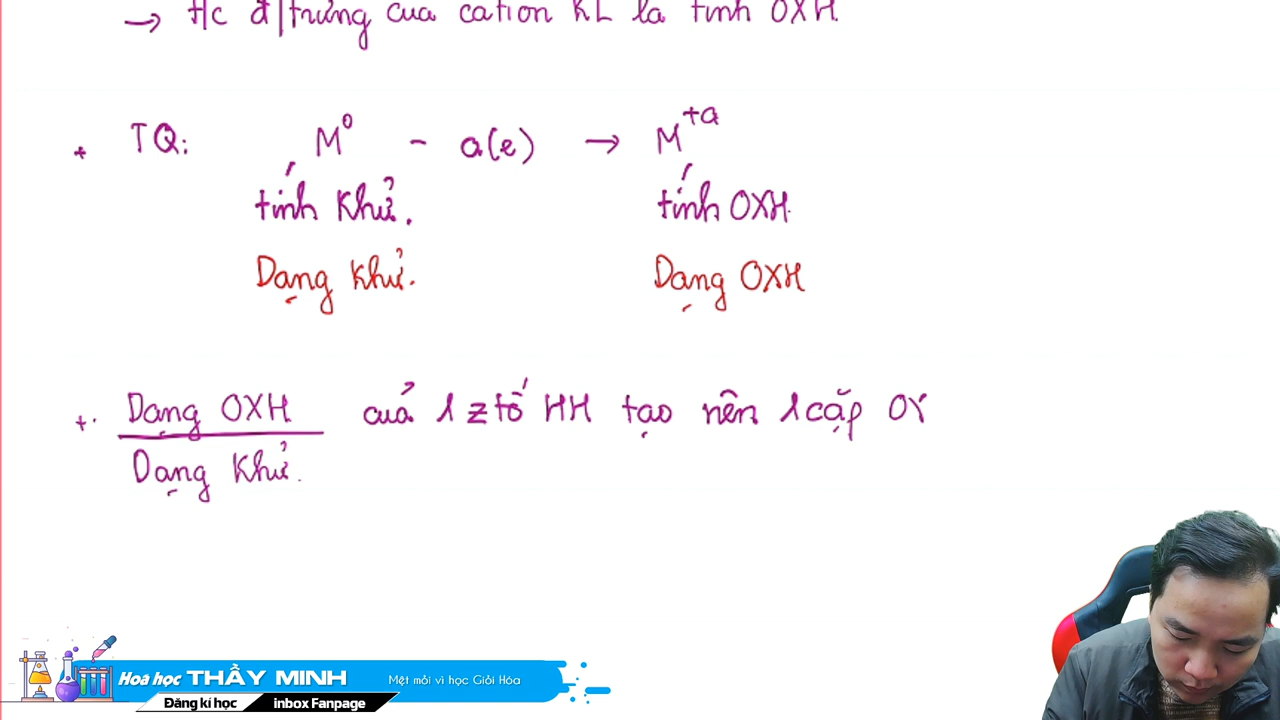 → t/c đ/trưng của cation KL là tính OXH
* TQ: M⁰ - a(e) → M⁺ᵃ
tính khử. tính OXH.
Dạng khử. Dạng OXH
+. Dạng OXH của 1 z tố HH tạo nên 1 cặp OX
Dạng khử.
Hoá học THẦY MINH Mệt mỏi vì học Giỏi Hóa
Đăng kí học inbox Fanpage